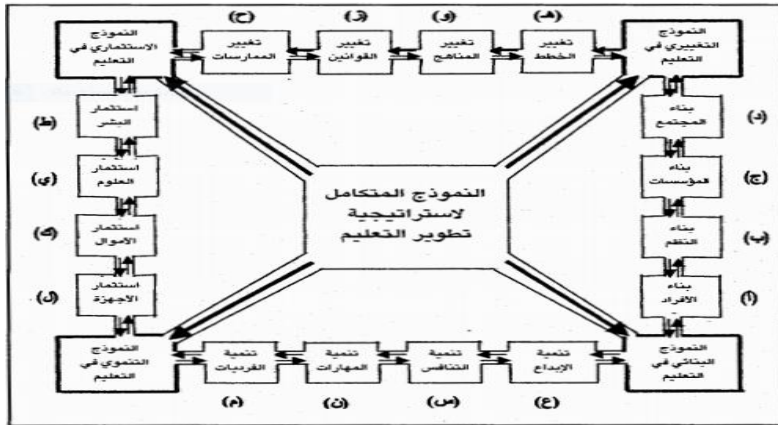 (هـ)
(و)
(ز)
(ح)
النموذج
التغييري في
التعليم
تغيير
الخطط
تغيير
المناهج
تغيير
القوانين
تغيير
الممارسات
النموذج
الاستثماري في
التعليم
بناء
المجتمع
(د)
بناء
المؤسسات
(ج)
بناء
النظم
(ب)
بناء
الأفراد
(أ)
النموذج المتكامل
لاستراتيجية
تطوير التعليم
استثمار
البشر
(ط)
استثمار
العلوم
(ي)
استثمار
الأموال
(ك)
استثمار
الأجهزة
(ل)
النموذج
البنائي في
التعليم
تنمية
الإبداع
تنمية
التنافس
تنمية
المهارات
تنمية
الفرديات
النموذج
التنموي في
التعليم
(ع)
(س)
(ن)
(م)